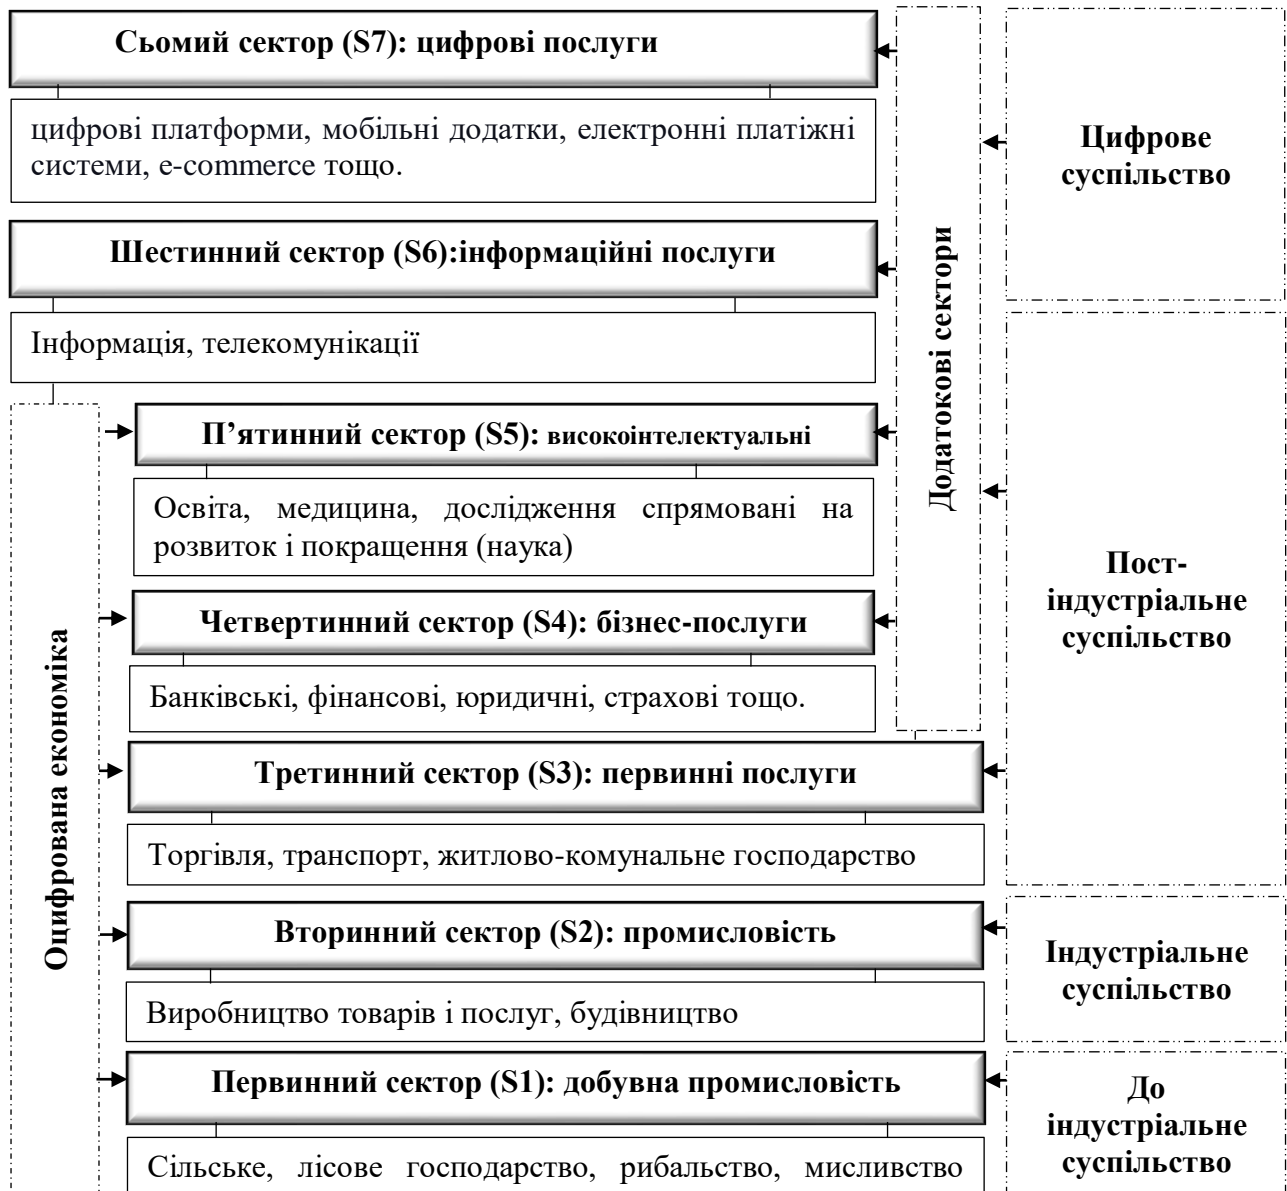 Сьомий сектор (S7): цифрові послуги
цифрові платформи, мобільні додатки, електронні платіжні
системи, e-commerce тощо.
Шестинний сектор (S6):інформаційні послуги
Інформація, телекомунікації
П’ятинний сектор (S5): високоінтелектуальні
Освіта, медицина, дослідження спрямовані на
розвиток і покращення (наука)
Четвертинний сектор (S4): бізнес-послуги
Банківські, фінансові, юридичні, страхові тощо.
Третинний сектор (S3): первинні послуги
Торгівля, транспорт, житлово-комунальне господарство
Вторинний сектор (S2): промисловість
Виробництво товарів і послуг, будівництво
Первинний сектор (S1): добувна промисловість
Сільське, лісове господарство, рибальство, мисливство
Оцифрована економіка
Додатокові сектори
Цифрове
суспільство
Пост-
індустріальне
суспільство
Індустріальне
суспільство
До
індустріальне
суспільство